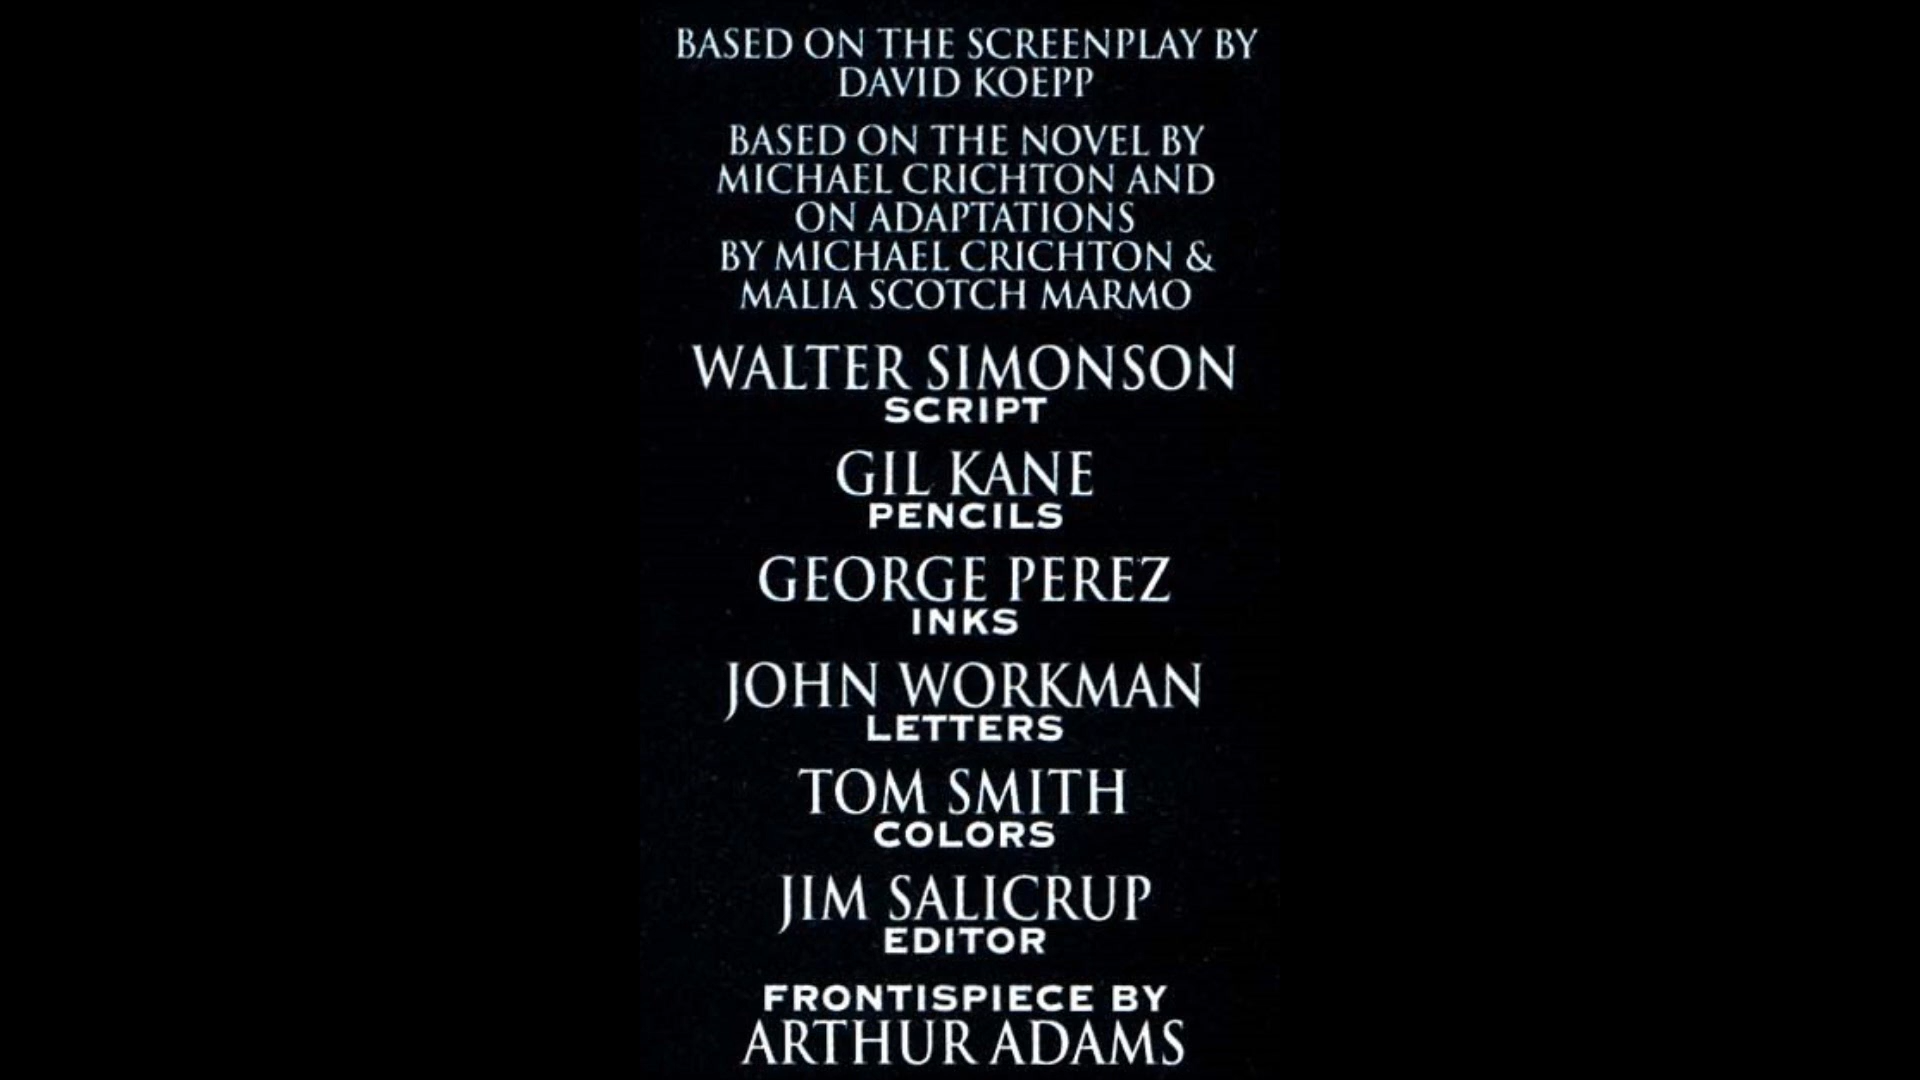 BASED ON THE SCREENPLAY BY
DAVID KOEPP
BASED ON THE NOVEL BY
MICHAEL CRICHTON AND
ON ADAPTATIONS
BY MICHAEL CRICHTON &
MALIA SCOTCH MARMO
WALTER SIMONSON
SCRIPT
GIL KANE
PENCILS
GEORGE PEREZ
INKS
JOHN WORKMAN
LETTERS
TOM SMITH
COLORS
JIM SALICRUP
EDITOR
FRONTISPIECE BY
ARTHUR ADAMS